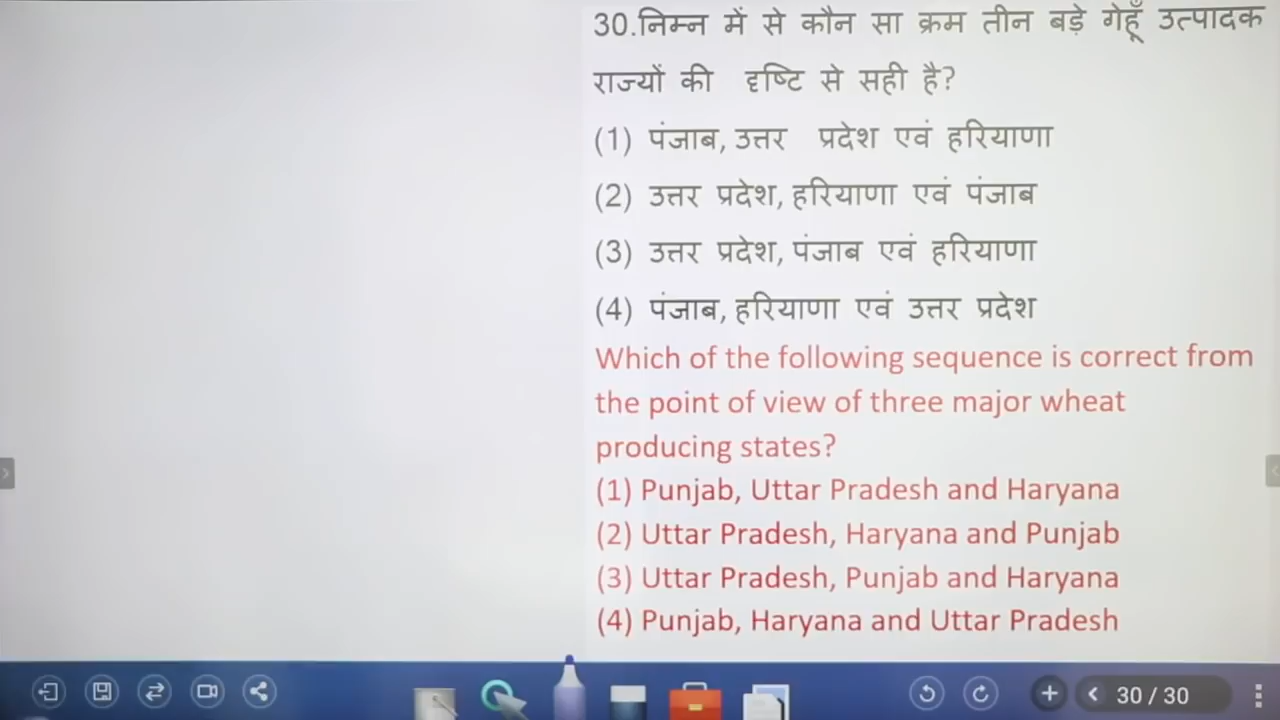 30.निम्न में से कौन सा क्रम तीन बड़े गेहूँ उत्पादक
राज्यों की दृष्टि से सही है?
(1) पंजाब, उत्तर प्रदेश एवं हरियाणा
(2) उत्तर प्रदेश, हरियाणा एवं पंजाब
(3) उत्तर प्रदेश, पंजाब एवं हरियाणा
(4) पंजाब, हरियाणा एवं उत्तर प्रदेश
Which of the following sequence is correct from
the point of view of three major wheat
producing states?
(1) Punjab, Uttar Pradesh and Haryana
(2) Uttar Pradesh, Haryana and Punjab
(3) Uttar Pradesh, Punjab and Haryana
(4) Punjab, Haryana and Uttar Pradesh
30 / 30